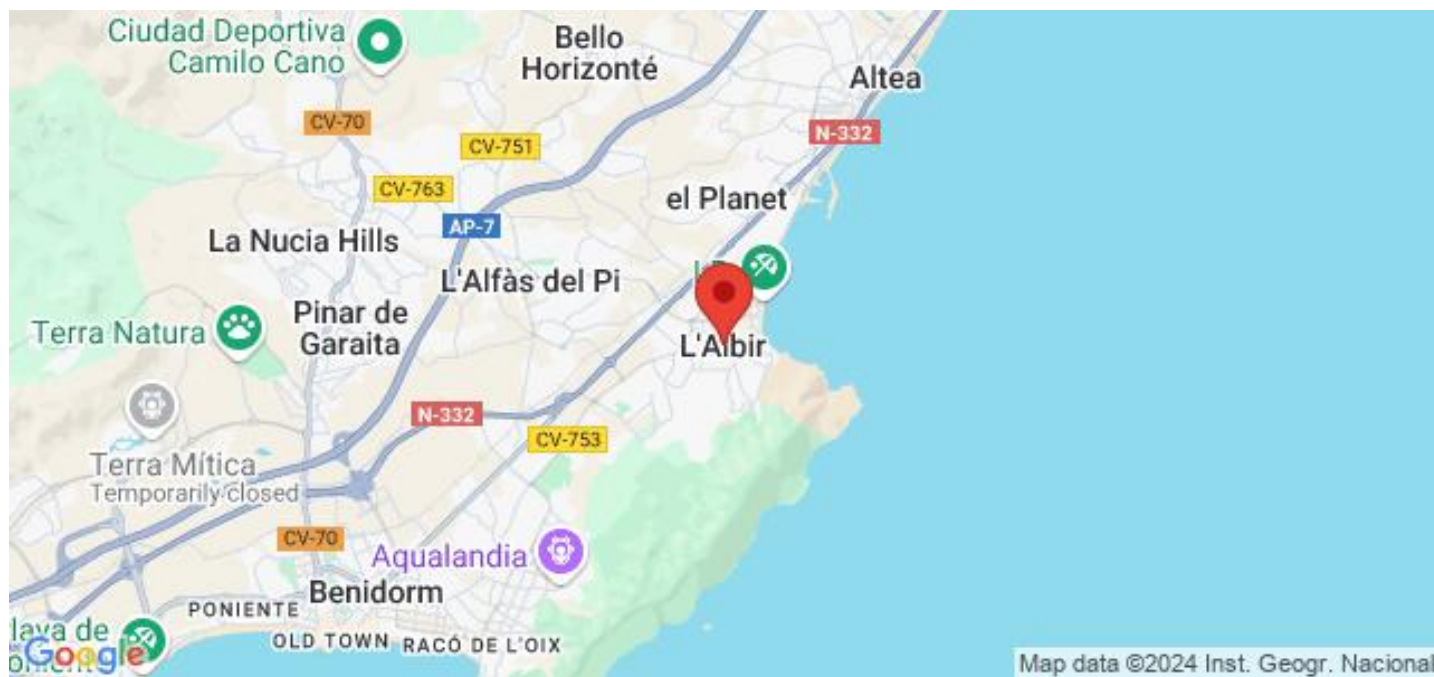 Ciudad Deportiva
Camilo Cano
Bello
Horizonté
Altea
CV-70
N-332
CV-751
CV-763
el Planet
AP-7
La Nucia Hills
L'Alfàs del Pi
Terra Natura
Pinar de
Garaita
L'Albir
N-332
CV-753
Terra Mítica
Temporarily closed
CV-70
Aqualandia
Benidorm
PONIENTE
OLD TOWN
RACÓ DE L'OIX
laya de
Google
Map data ©2024 Inst. Geogr. Nacional